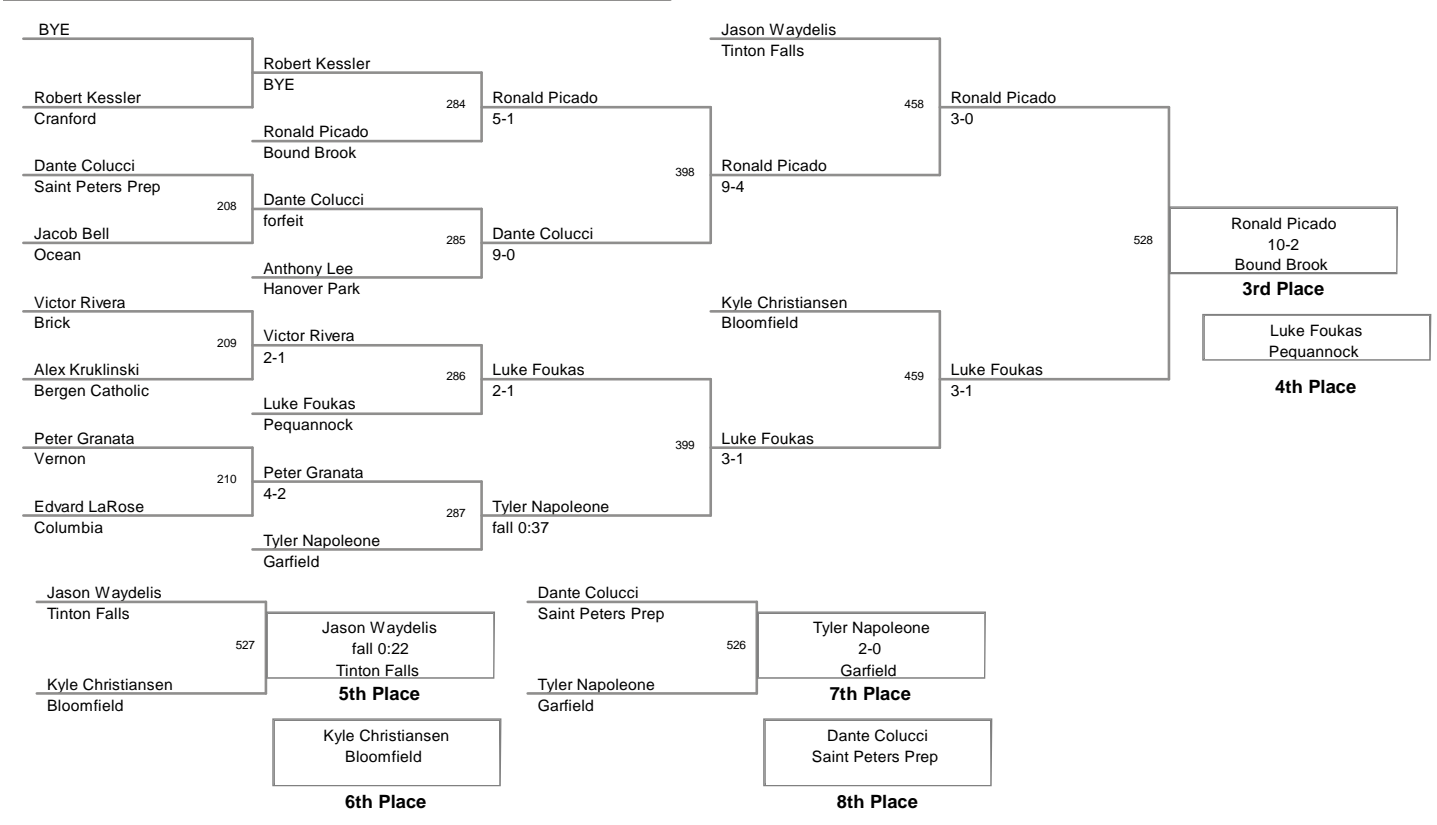 BYE
Robert Kessler
Cranford
Dante Colucci
Saint Peters Prep
208
Jacob Bell
Ocean
Victor Rivera
Brick
209
Alex Kruklinski
Bergen Catholic
Peter Granata
Vernon
210
Edvard LaRose
Columbia
Robert Kessler
BYE
284
Ronald Picado
Bound Brook
Dante Colucci
forfeit
285
Anthony Lee
Hanover Park
Victor Rivera
2-1
286
Luke Foukas
Pequannock
Peter Granata
4-2
287
Tyler Napoleone
Garfield
Ronald Picado
5-1
398
Dante Colucci
9-0
Luke Foukas
2-1
399
Tyler Napoleone
fall 0:37
Jason Waydelis
Tinton Falls
458
Ronald Picado
9-4
Kyle Christiansen
Bloomfield
459
Luke Foukas
3-1
Ronald Picado
3-0
528
Luke Foukas
3-1
Ronald Picado
10-2
Bound Brook
3rd Place
Luke Foukas
Pequannock
4th Place
Jason Waydelis
Tinton Falls
527
Kyle Christiansen
Bloomfield
Jason Waydelis
fall 0:22
Tinton Falls
5th Place
Kyle Christiansen
Bloomfield
6th Place
Dante Colucci
Saint Peters Prep
526
Tyler Napoleone
Garfield
Tyler Napoleone
2-0
Garfield
7th Place
Dante Colucci
Saint Peters Prep
8th Place